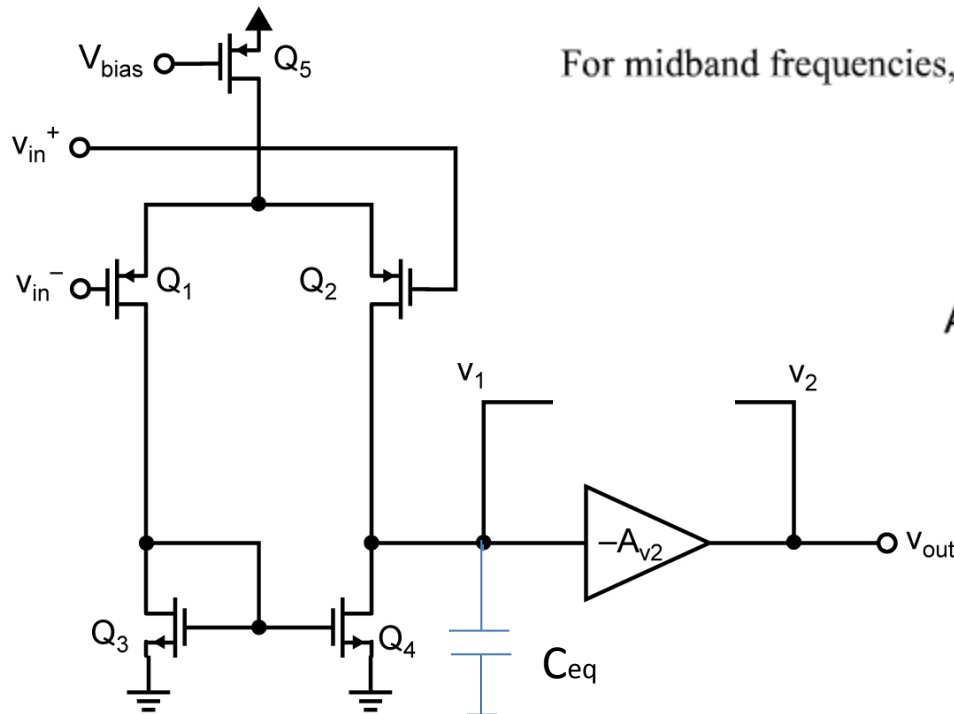 V_bias
Q_5
For midband frequencies,
v_in^+
v_in^−
Q_1
Q_2
A
v_1
v_2
−A_v2
v_out
Q_3
Q_4
C_eq